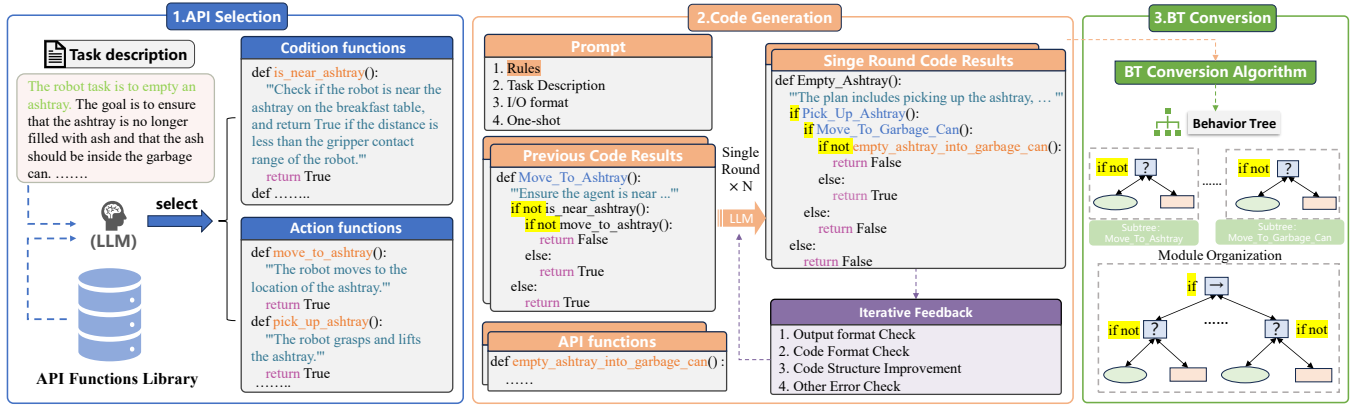 1.API Selection
Task description
The robot task is to empty an
ashtray. The goal is to ensure
that the ashtray is no longer
filled with ash and that the ash
should be inside the garbage
can. .......
(LLM)
select
API Functions Library
Codition functions
def is_near_ashtray():
'''Check if the robot is near the
ashtray on the breakfast table,
and return True if the distance is
less than the gripper contact
range of the robot.'''
return True
def ........
Action functions
def move_to_ashtray():
'''The robot moves to the
location of the ashtray.'''
return True
def pick_up_ashtray():
'''The robot grasps and lifts
the ashtray.'''
return True
........
2.Code Generation
Prompt
1. Rules
2. Task Description
3. I/O format
4. One-shot
Previous Code Results
def Move_To_Ashtray():
'''Ensure the agent is near ...'''
if not is_near_ashtray():
if not move_to_ashtray():
return False
else:
return True
else:
return True
API functions
def empty_ashtray_into_garbage_can() :
......
Single
Round
× N
LLM
Singe Round Code Results
def Empty_Ashtray():
'''The plan includes picking up the ashtray, … '''
if Pick_Up_Ashtray():
if Move_To_Garbage_Can():
if not empty_ashtray_into_garbage_can():
return False
else:
return True
else:
return False
else:
return False
Iterative Feedback
1. Output format Check
2. Code Format Check
3. Code Structure Improvement
4. Other Error Check
3.BT Conversion
BT Conversion Algorithm
Behavior Tree
if not
?
......
if not
?
Subtree:
Move_To_Ashtray
Subtree:
Move_To_Garbage_Can
Module Organization
if
→
if not
?
......
?
if not